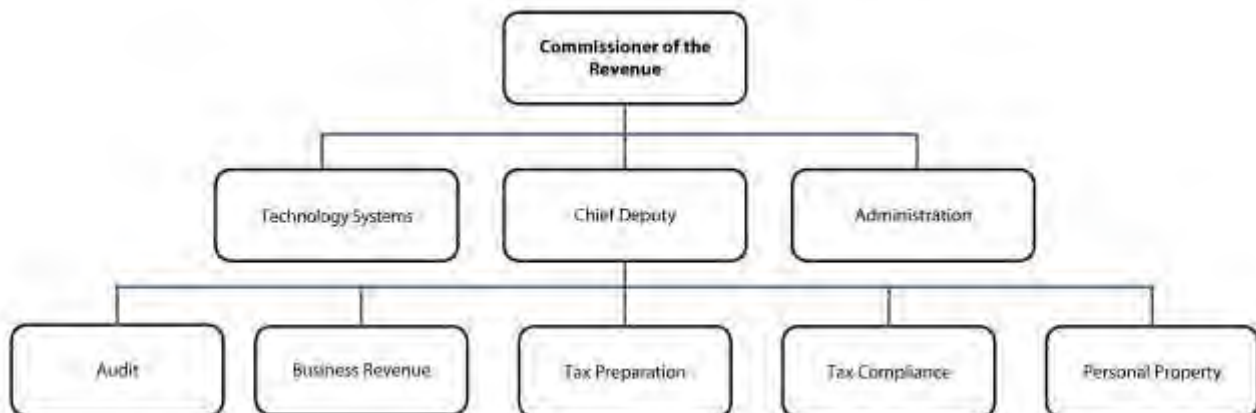 Commissioner of the
Revenue
Technology Systems
Chief Deputy
Administration
Audit
Business Revenue
Tax Preparation
Tax Compliance
Personal Property